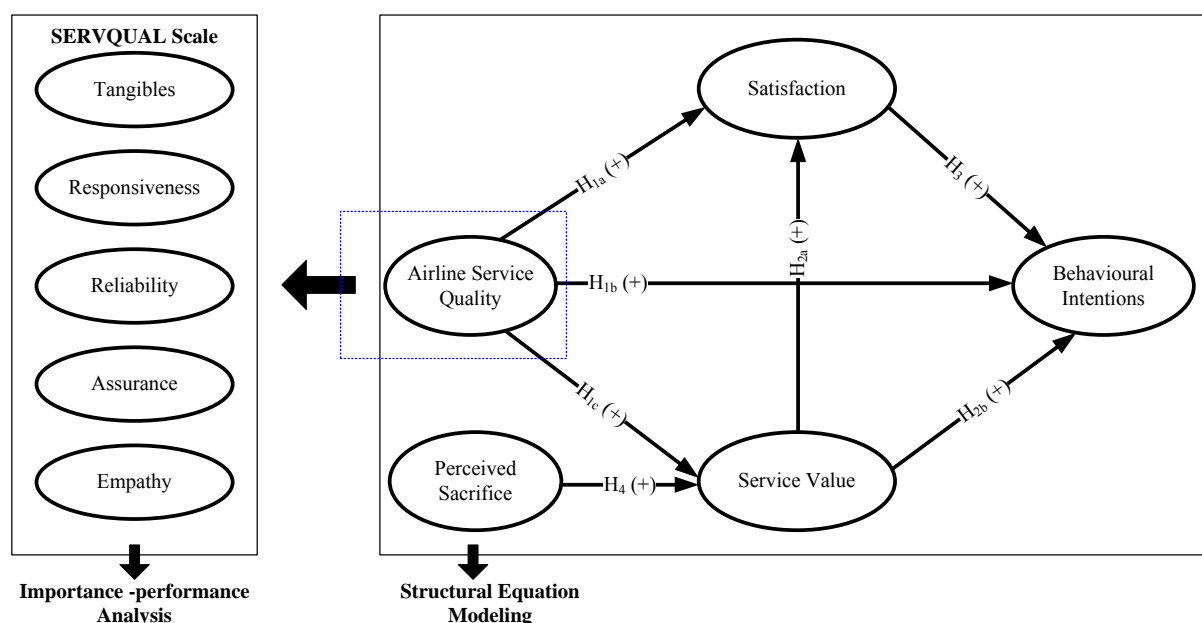 SERVQUAL Scale
Tangibles
Responsiveness
Reliability
Assurance
Empathy
Importance -performance
Analysis
Satisfaction
H1a (+)
H3 (+)
H2a (+)
Airline Service
Quality
H1b (+)
Behavioural
Intentions
H1c (+)
H2b (+)
Perceived
Sacrifice
H4 (+)
Service Value
Structural Equation
Modeling